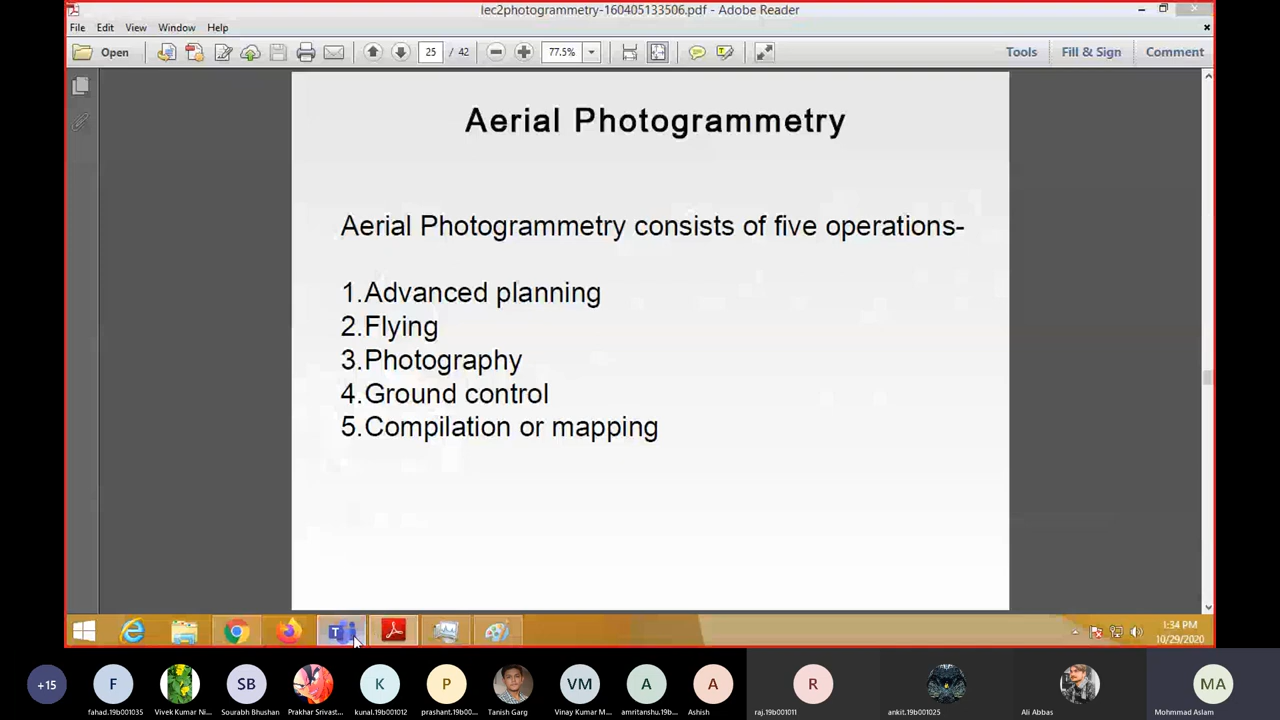 lec2photogrammetry-160405133506.pdf - Adobe Reader
File Edit View Window Help
Open 25 / 42 77.5% Tools Fill & Sign Comment
Aerial Photogrammetry
Aerial Photogrammetry consists of five operations-
1.Advanced planning
2.Flying
3.Photography
4.Ground control
5.Compilation or mapping
1:34 PM
10/29/2020
+15 F SB K P VM A A R MA
fahad.19b001035 Vivek Kumar Ni... Sourabh Bhushan Prakhar Srivast... kunal.19b001012 prashant.19b00... Tanish Garg Vinay Kumar M... amritanshu.19b... Ashish raj.19b001011 ankit.19b001025 Ali Abbas Mohmmad Aslam